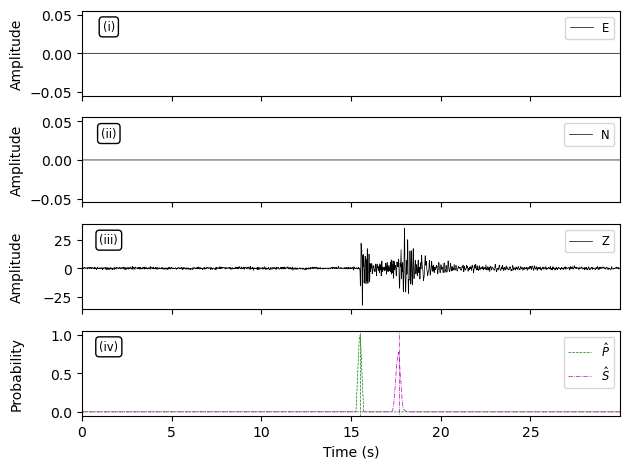 Amplitude
0.05
0.00
−0.05
(i)
E
Amplitude
0.05
0.00
−0.05
(ii)
N
Amplitude
25
0
−25
(iii)
Z
Probability
1.0
0.5
0.0
(iv)
P̂
Ŝ
0 5 10 15 20 25
Time (s)